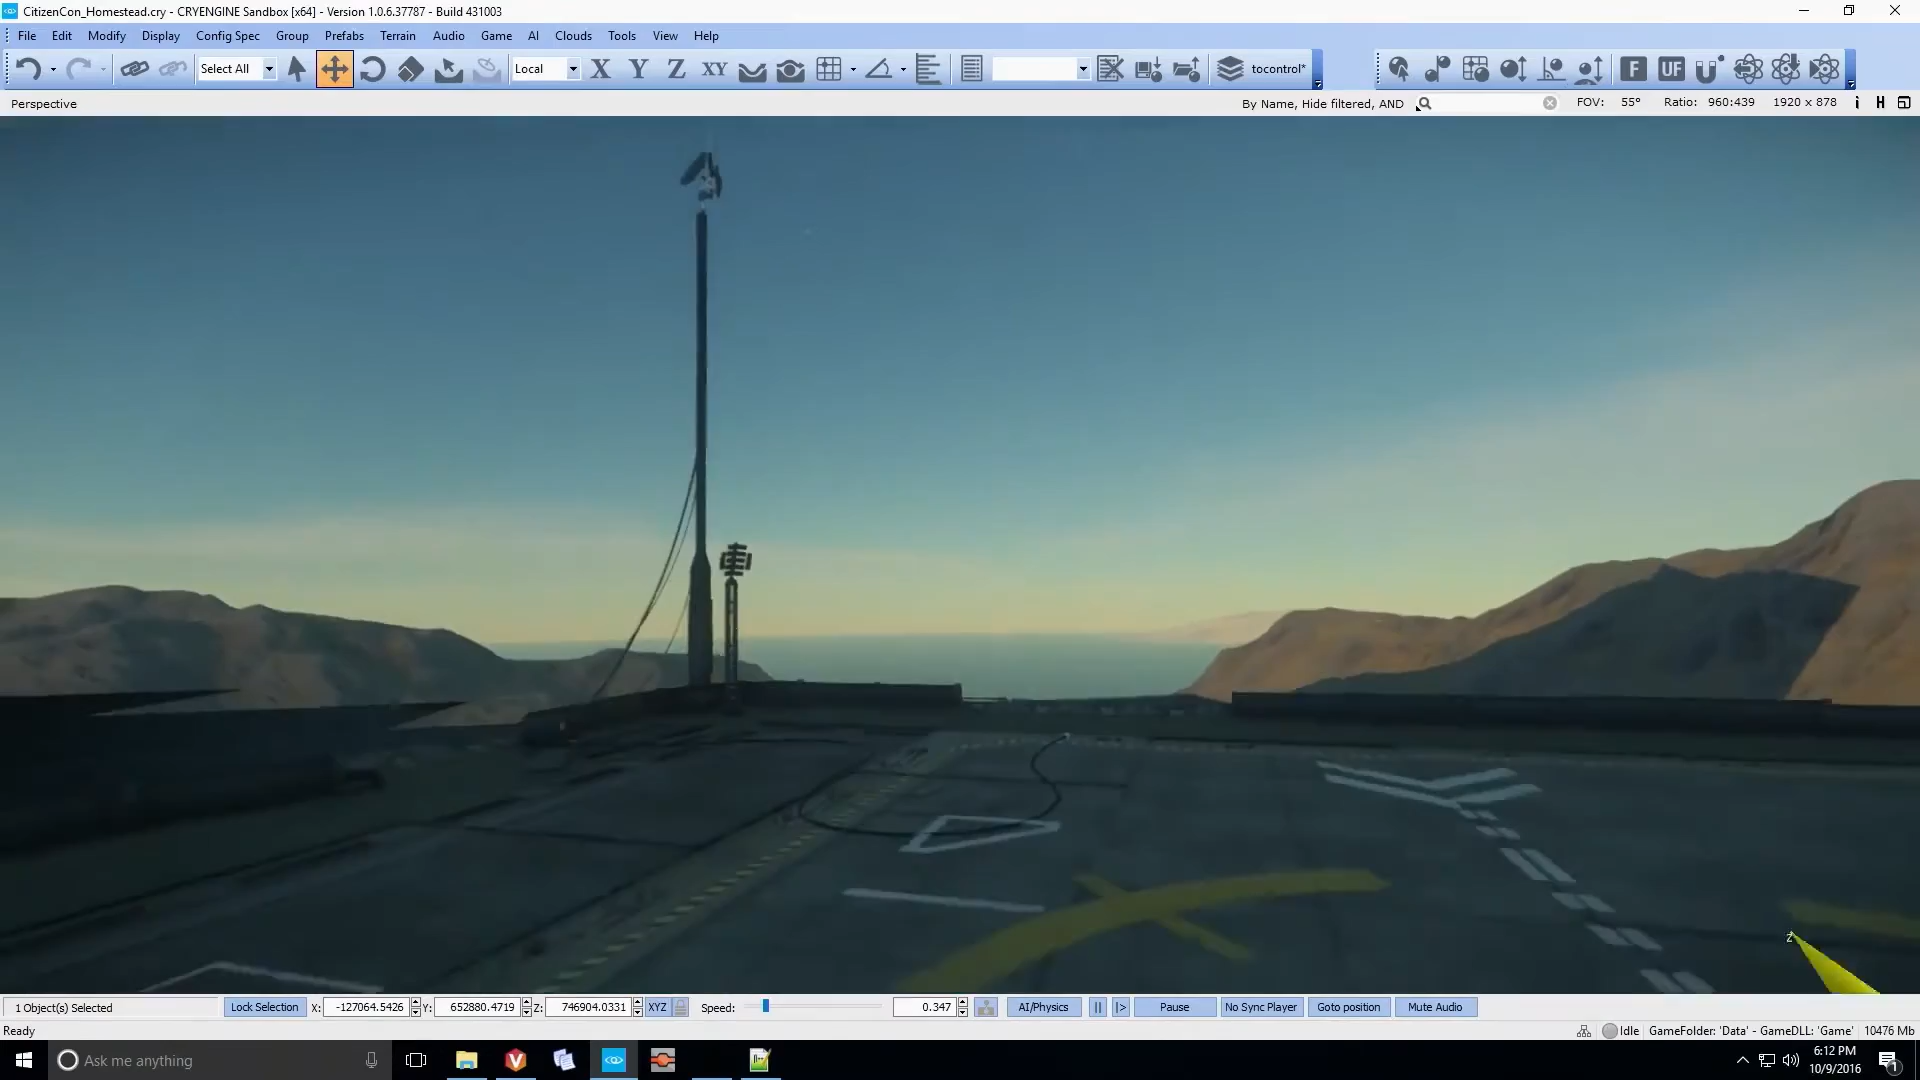 CitizenCon_Homestead.cry - CRYENGINE Sandbox [x64] - Version 1.0.6.37787 - Build 431003
File Edit Modify Display Config Spec Group Prefabs Terrain Audio Game AI Clouds Tools View Help
Select All Local X Y Z XY tocontrol* F UF
Perspective By Name, Hide filtered, AND FOV: 55° Ratio: 960:439 1920 x 878 i H
Z
1 Object(s) Selected Lock Selection X: -127064.5426 Y: 652880.4719 Z: 746904.0331 XYZ Speed: 0.347 AI/Physics Pause No Sync Player Goto position Mute Audio
Ready Idle GameFolder: 'Data' - GameDLL: 'Game' 10476 Mb
Ask me anything 6:12 PM
10/9/2016 1